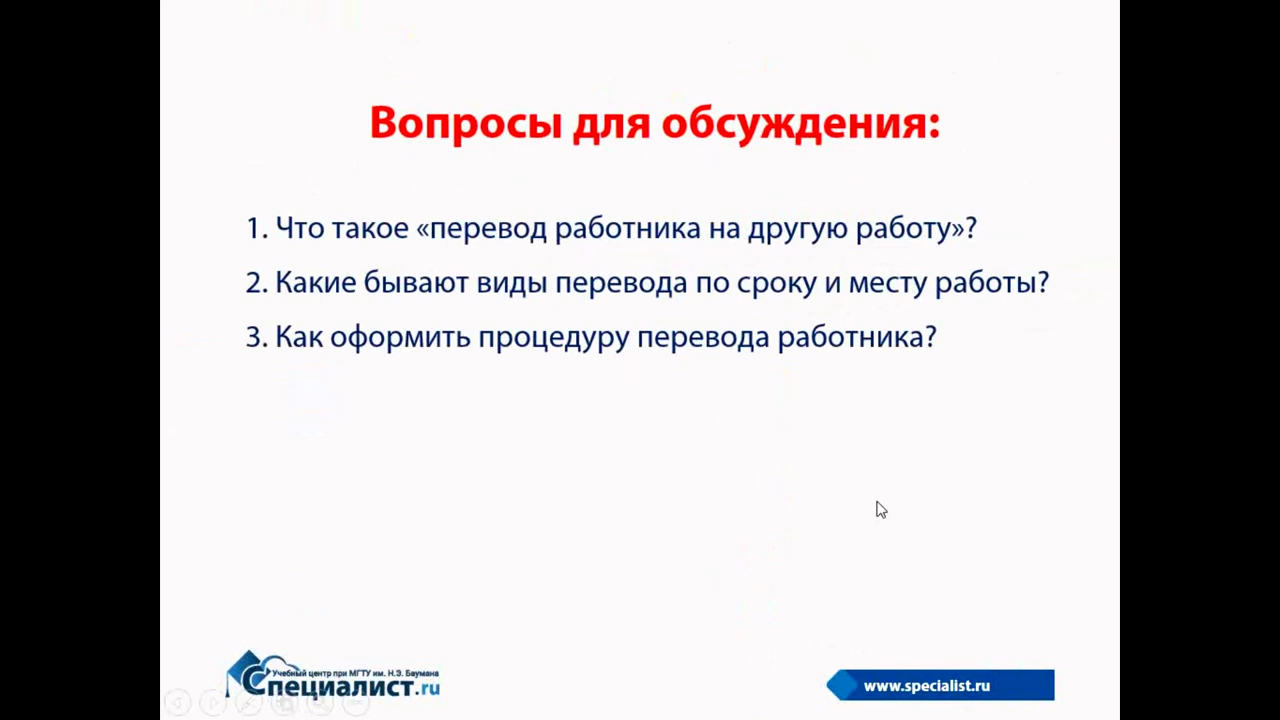 Вопросы для обсуждения:
1. Что такое «перевод работника на другую работу»?
2. Какие бывают виды перевода по сроку и месту работы?
3. Как оформить процедуру перевода работника?
Учебный центр при МГТУ им. Н.Э. Баумана
Специалист.ru
www.specialist.ru